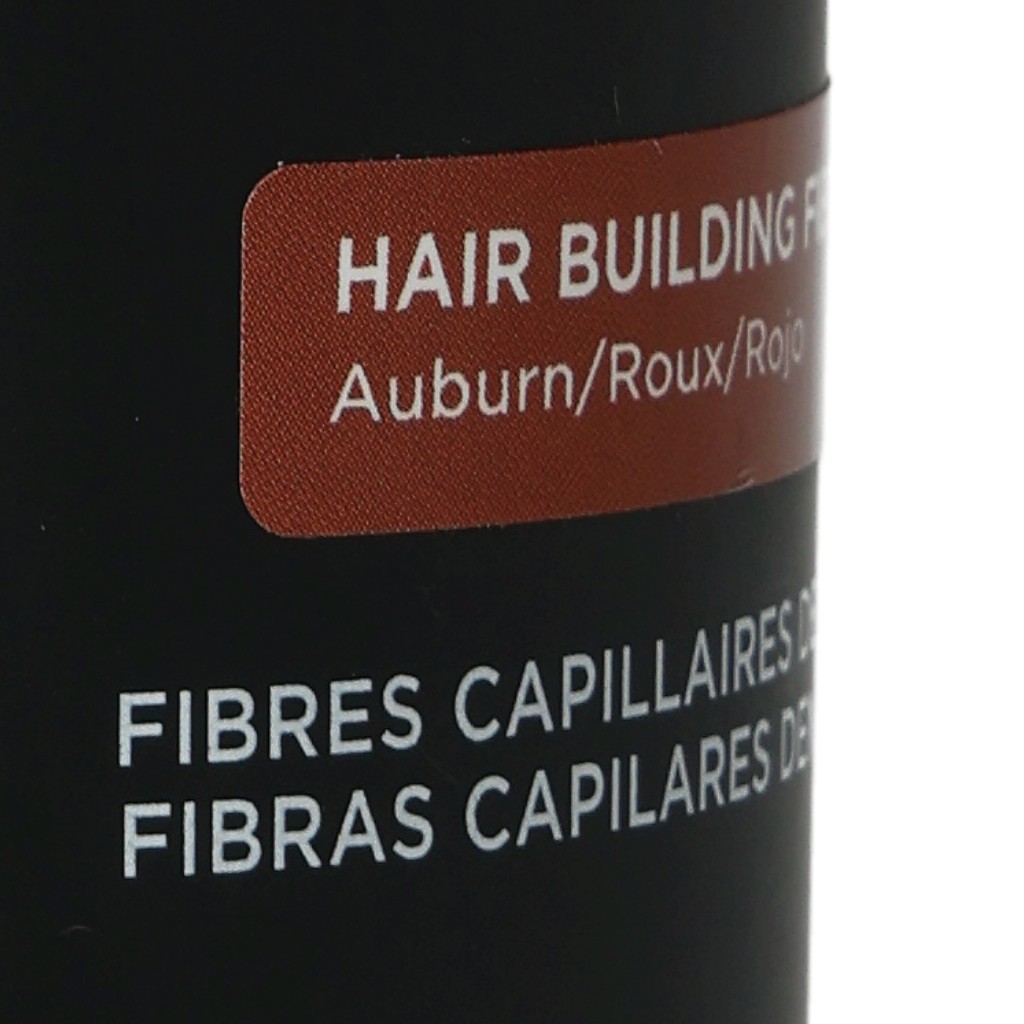 HAIR BUILDING
Auburn/Roux/Rojo
FIBRES CAPILLAIRES
FIBRAS CAPILARES